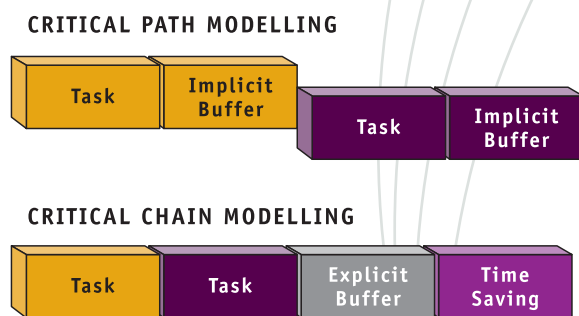 CRITICAL PATH MODELLING
Task
Implicit
Buffer
Task
Implicit
Buffer
CRITICAL CHAIN MODELLING
Task
Task
Explicit
Buffer
Time
Saving